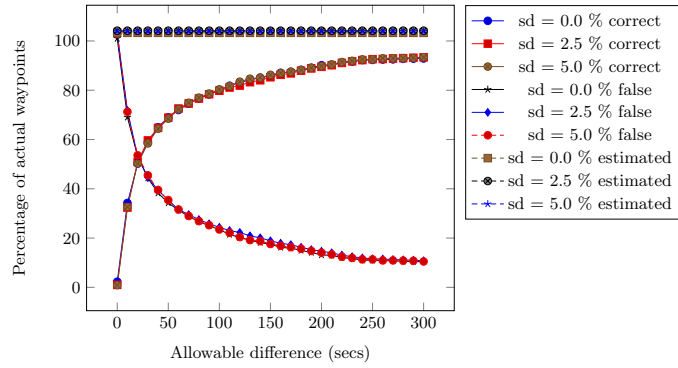 100
80
60
40
20
0
0
50
100
150
200
250
300
Percentage of actual waypoints
Allowable difference (secs)
sd = 0.0 % correct
sd = 2.5 % correct
sd = 5.0 % correct
sd = 0.0 % false
sd = 2.5 % false
sd = 5.0 % false
sd = 0.0 % estimated
sd = 2.5 % estimated
sd = 5.0 % estimated